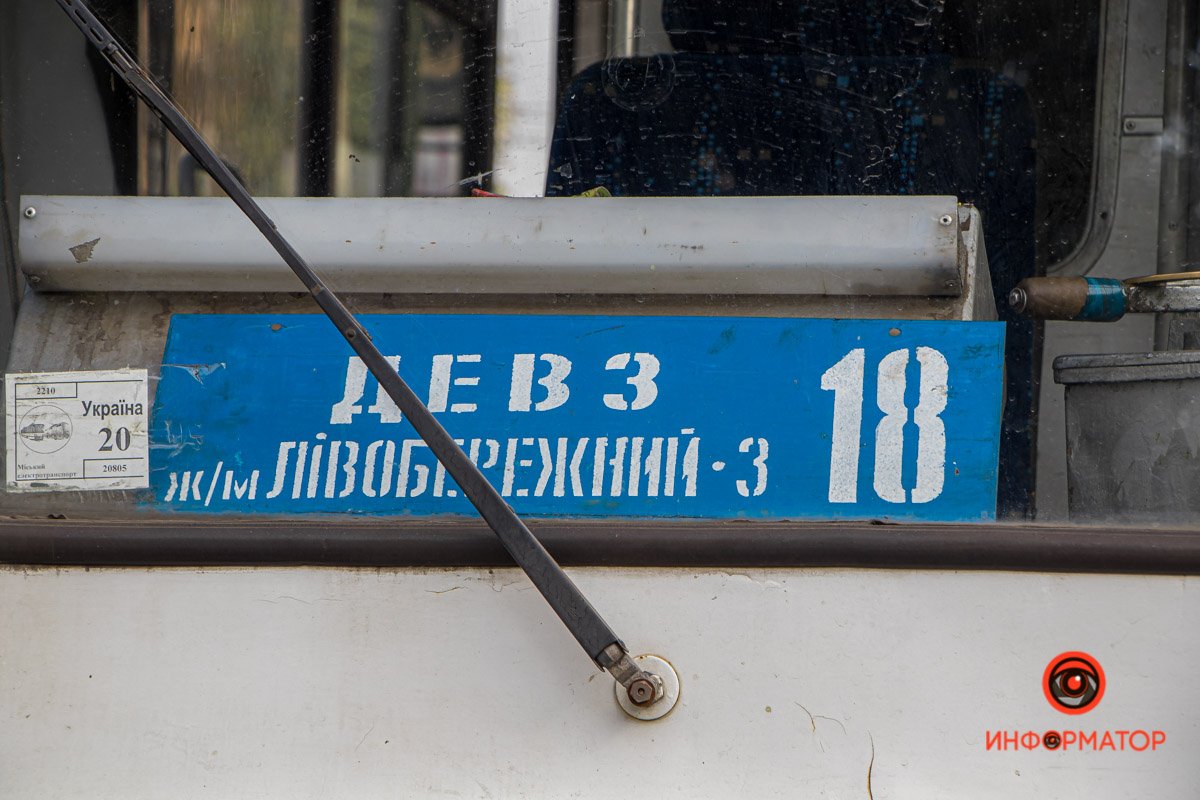 ДЕВЗ
ж/м ЛІВОБЕРЕЖНИЙ-3
18
2210
Україна
20
Міський
електротранспорт
20805
ИНФОРМАТОР